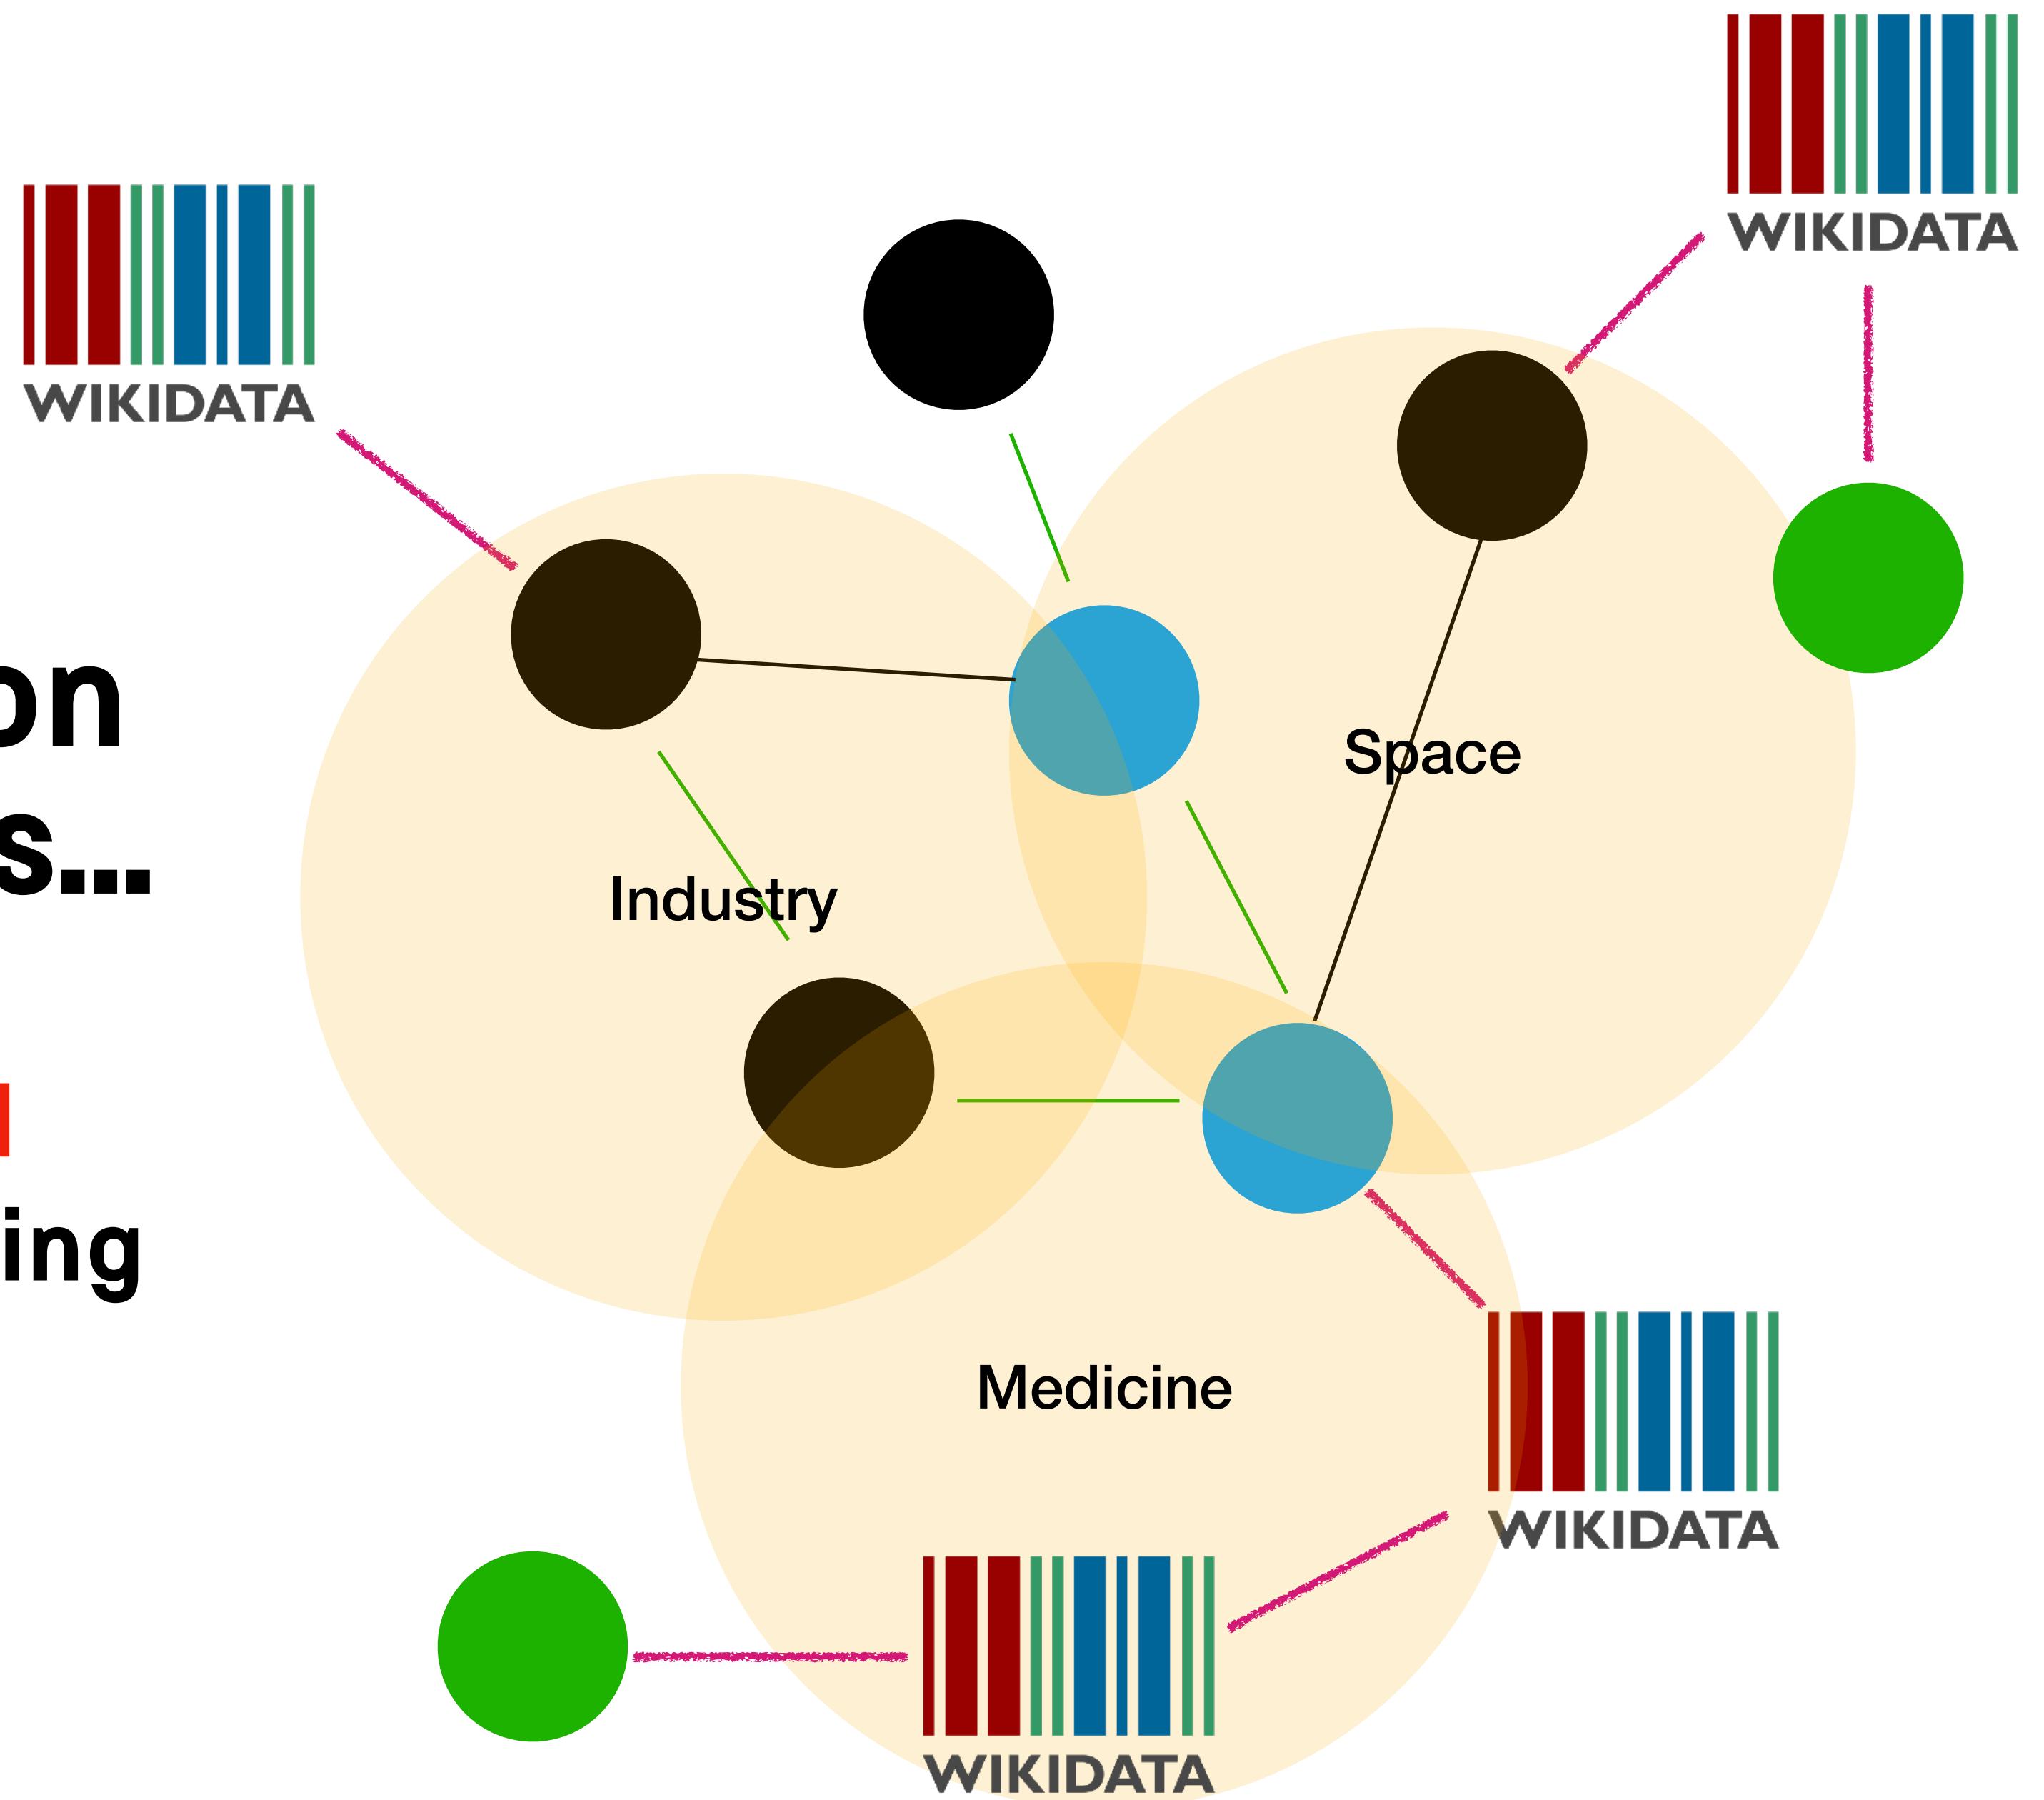 WIKIDATA
WIKIDATA
on
Space
s...
Industry
ing
Medicine
WIKIDATA
WIKIDATA